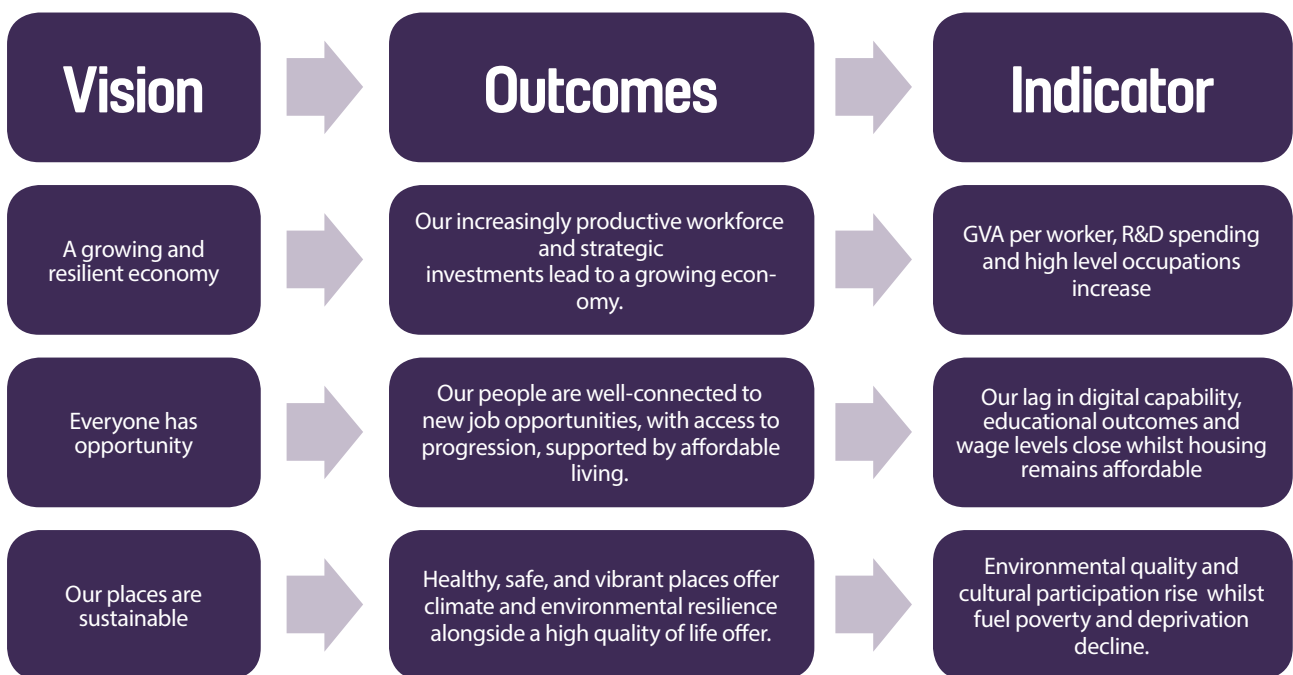 Vision
Outcomes
Indicator
A growing and
resilient economy
Our increasingly productive workforce
and strategic
investments lead to a growing econ-
omy.
GVA per worker, R&D spending
and high level occupations
increase
Everyone has
opportunity
Our people are well-connected to
new job opportunities, with access to
progression, supported by affordable
living.
Our lag in digital capability,
educational outcomes and
wage levels close whilst housing
remains affordable
Our places are
sustainable
Healthy, safe, and vibrant places offer
climate and environmental resilience
alongside a high quality of life offer.
Environmental quality and
cultural participation rise whilst
fuel poverty and deprivation
decline.